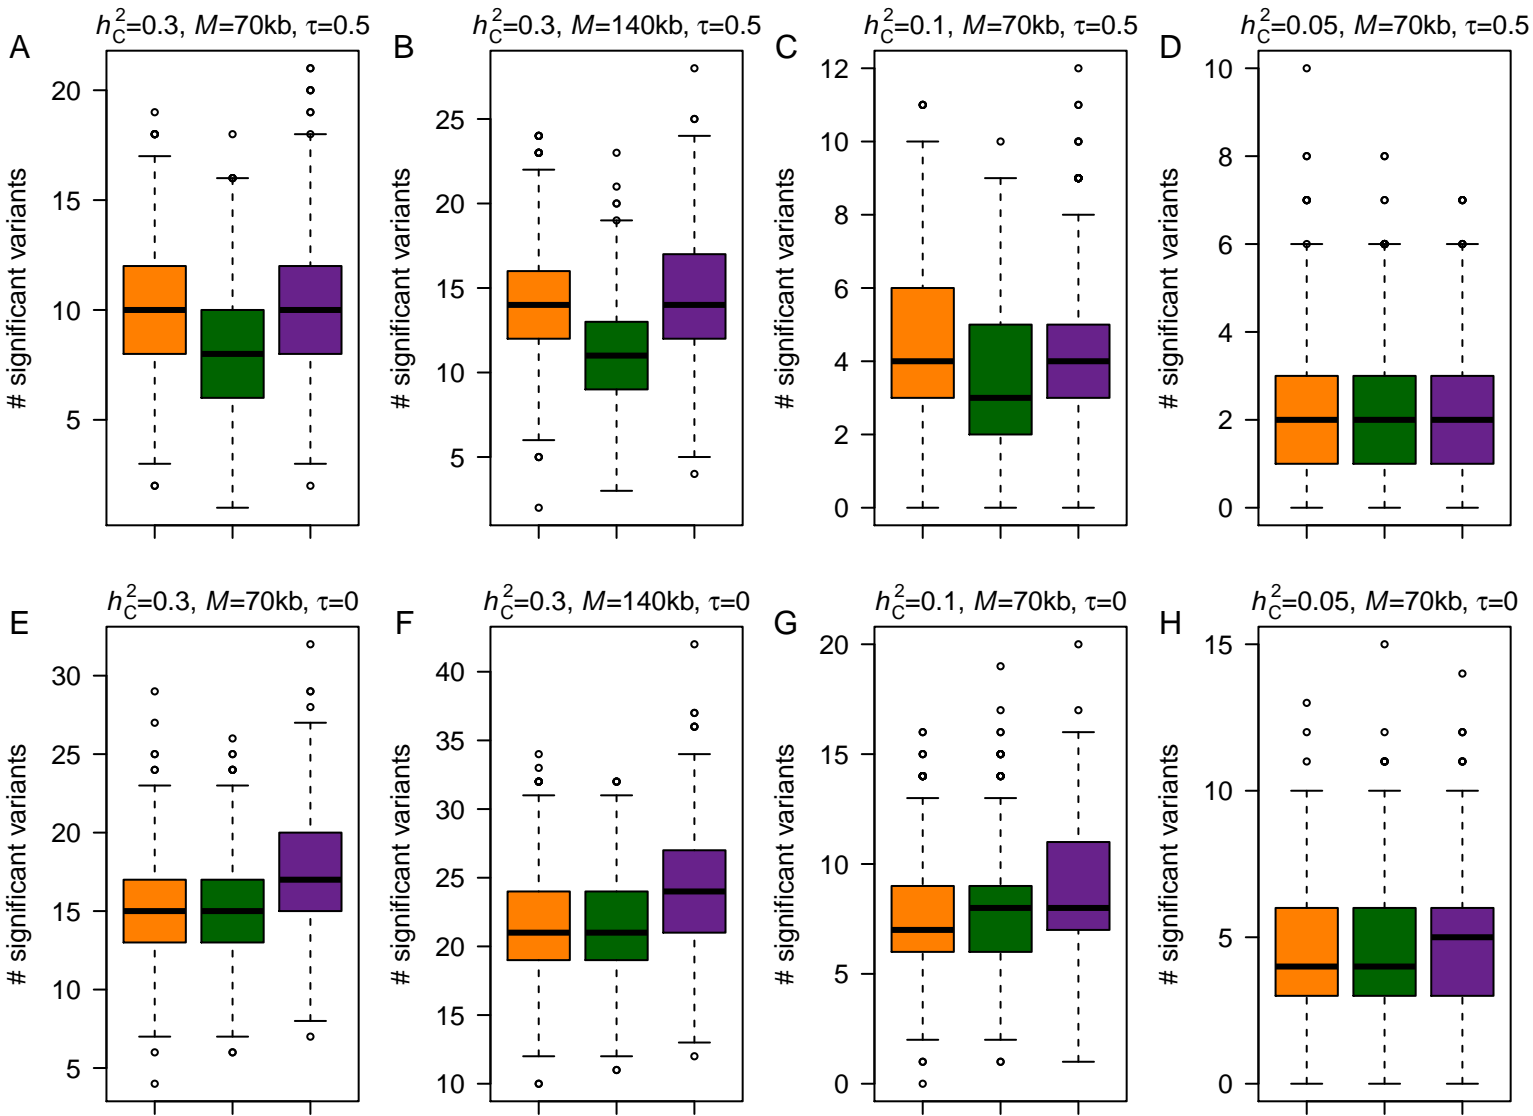 A
h²C=0.3, M=70kb, τ=0.5
# significant variants
20
15
10
5
B
h²C=0.3, M=140kb, τ=0.5
# significant variants
25
20
15
10
5
C
h²C=0.1, M=70kb, τ=0.5
# significant variants
12
10
8
6
4
2
0
D
h²C=0.05, M=70kb, τ=0.5
# significant variants
10
8
6
4
2
0
E
h²C=0.3, M=70kb, τ=0
# significant variants
30
25
20
15
10
5
F
h²C=0.3, M=140kb, τ=0
# significant variants
40
35
30
25
20
15
10
G
h²C=0.1, M=70kb, τ=0
# significant variants
20
15
10
5
0
H
h²C=0.05, M=70kb, τ=0
# significant variants
15
10
5
0